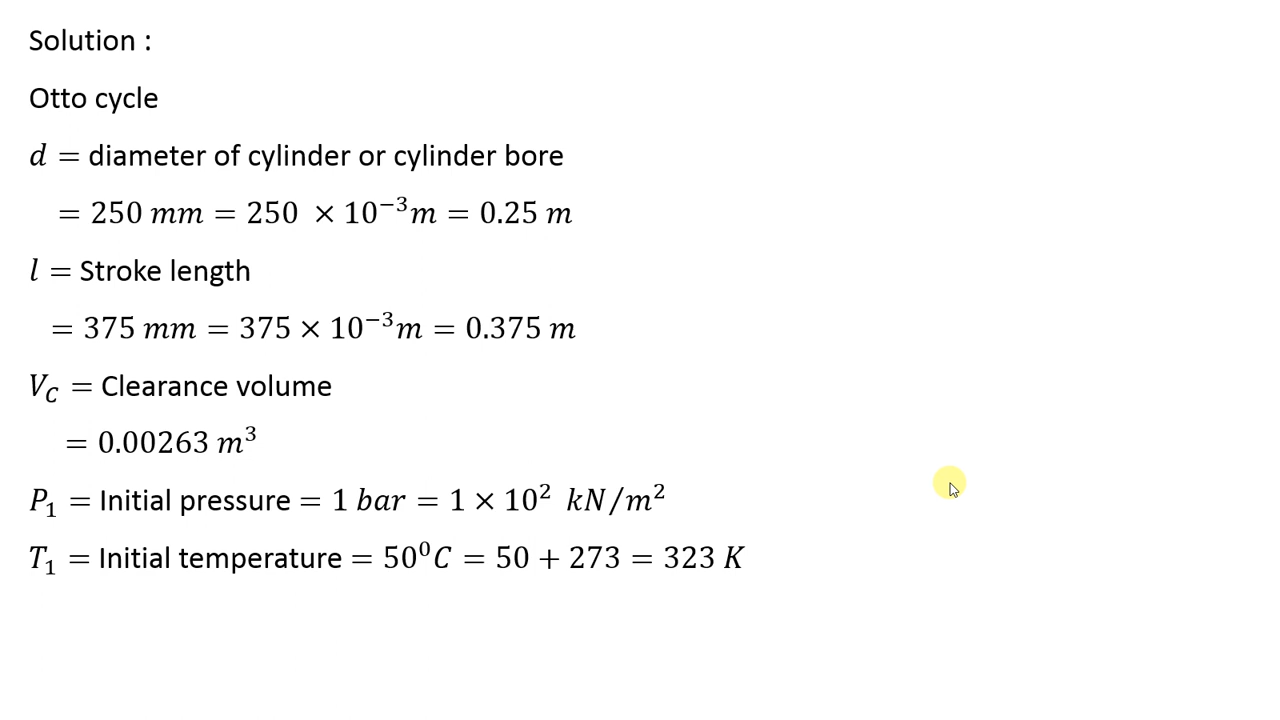 Solution :
Otto cycle
d = diameter of cylinder or cylinder bore
= 250 mm = 250 × 10⁻³m = 0.25 m
l = Stroke length
= 375 mm = 375 × 10⁻³m = 0.375 m
V_C = Clearance volume
= 0.00263 m³
P₁ = Initial pressure = 1 bar = 1 × 10² kN/m²
T₁ = Initial temperature = 50⁰C = 50 + 273 = 323 K